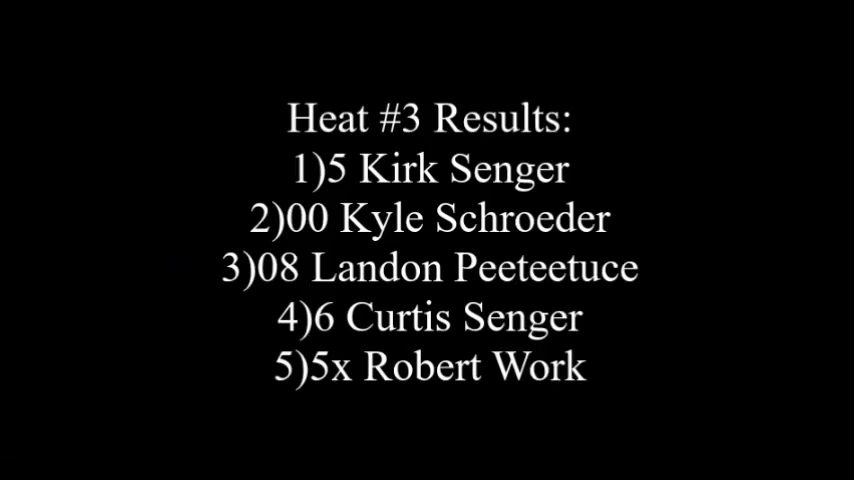 Heat #3 Results:
1)5 Kirk Senger
2)00 Kyle Schroeder
3)08 Landon Peeteetuce
4)6 Curtis Senger
5)5x Robert Work